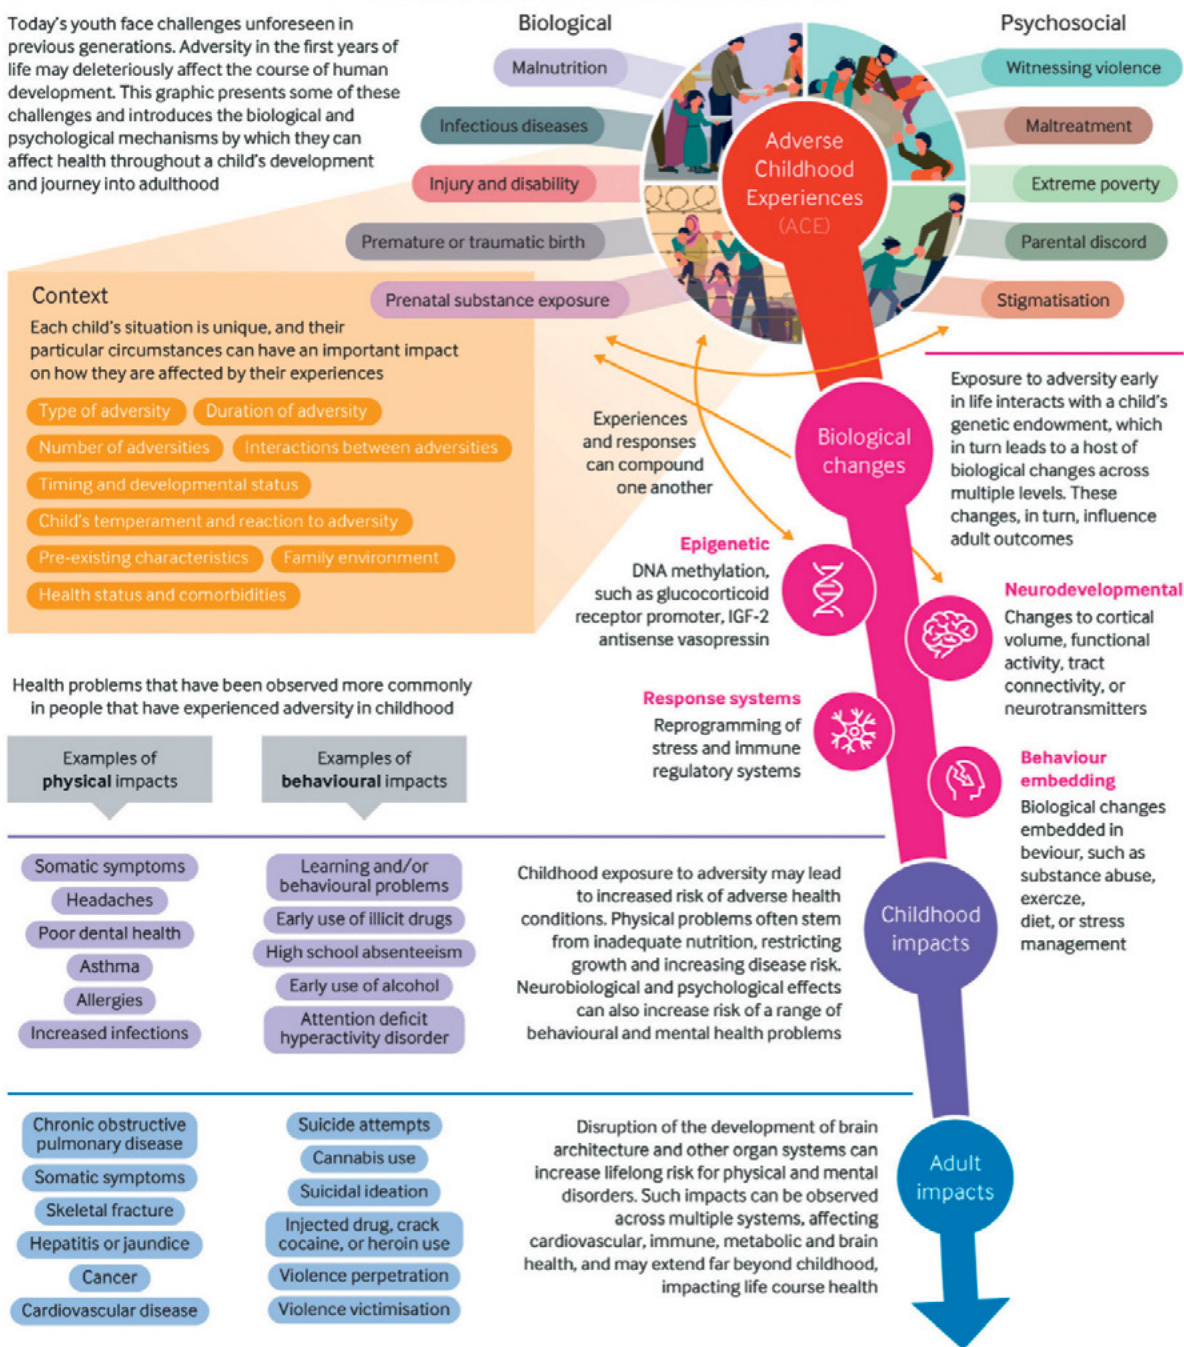 Today's youth face challenges unforeseen in
previous generations. Adversity in the first years of
life may deleteriously affect the course of human
development. This graphic presents some of these
challenges and introduces the biological and
psychological mechanisms by which they can
affect health throughout a child's development
and journey into adulthood
Biological
Malnutrition
Infectious diseases
Injury and disability
Premature or traumatic birth
Prenatal substance exposure
Adverse
Childhood
Experiences
(ACE)
Psychosocial
Witnessing violence
Maltreatment
Extreme poverty
Parental discord
Stigmatisation
Context
Each child's situation is unique, and their
particular circumstances can have an important impact
on how they are affected by their experiences
Type of adversity
Duration of adversity
Number of adversities
Interactions between adversities
Timing and developmental status
Child's temperament and reaction to adversity
Pre-existing characteristics
Family environment
Health status and comorbidities
Experiences
and responses
can compound
one another
Biological
changes
Exposure to adversity early
in life interacts with a child's
genetic endowment, which
in turn leads to a host of
biological changes across
multiple levels. These
changes, in turn, influence
adult outcomes
Epigenetic
DNA methylation,
such as glucocorticoid
receptor promoter, IGF-2
antisense vasopressin
Neurodevelopmental
Changes to cortical
volume, functional
activity, tract
connectivity, or
neurotransmitters
Response systems
Reprogramming of
stress and immune
regulatory systems
Behaviour
embedding
Biological changes
embedded in
beviour, such as
substance abuse,
exercze,
diet, or stress
management
Health problems that have been observed more commonly
in people that have experienced adversity in childhood
Examples of
physical impacts
Examples of
behavioural impacts
Somatic symptoms
Headaches
Poor dental health
Asthma
Allergies
Increased infections
Learning and/or
behavioural problems
Early use of illicit drugs
High school absenteeism
Early use of alcohol
Attention deficit
hyperactivity disorder
Childhood exposure to adversity may lead
to increased risk of adverse health
conditions. Physical problems often stem
from inadequate nutrition, restricting
growth and increasing disease risk.
Neurobiological and psychological effects
can also increase risk of a range of
behavioural and mental health problems
Childhood
impacts
Chronic obstructive
pulmonary disease
Somatic symptoms
Skeletal fracture
Hepatitis or jaundice
Cancer
Cardiovascular disease
Suicide attempts
Cannabis use
Suicidal ideation
Injected drug, crack
cocaine, or heroin use
Violence perpetration
Violence victimisation
Disruption of the development of brain
architecture and other organ systems can
increase lifelong risk for physical and mental
disorders. Such impacts can be observed
across multiple systems, affecting
cardiovascular, immune, metabolic and brain
health, and may extend far beyond childhood,
impacting life course health
Adult
impacts